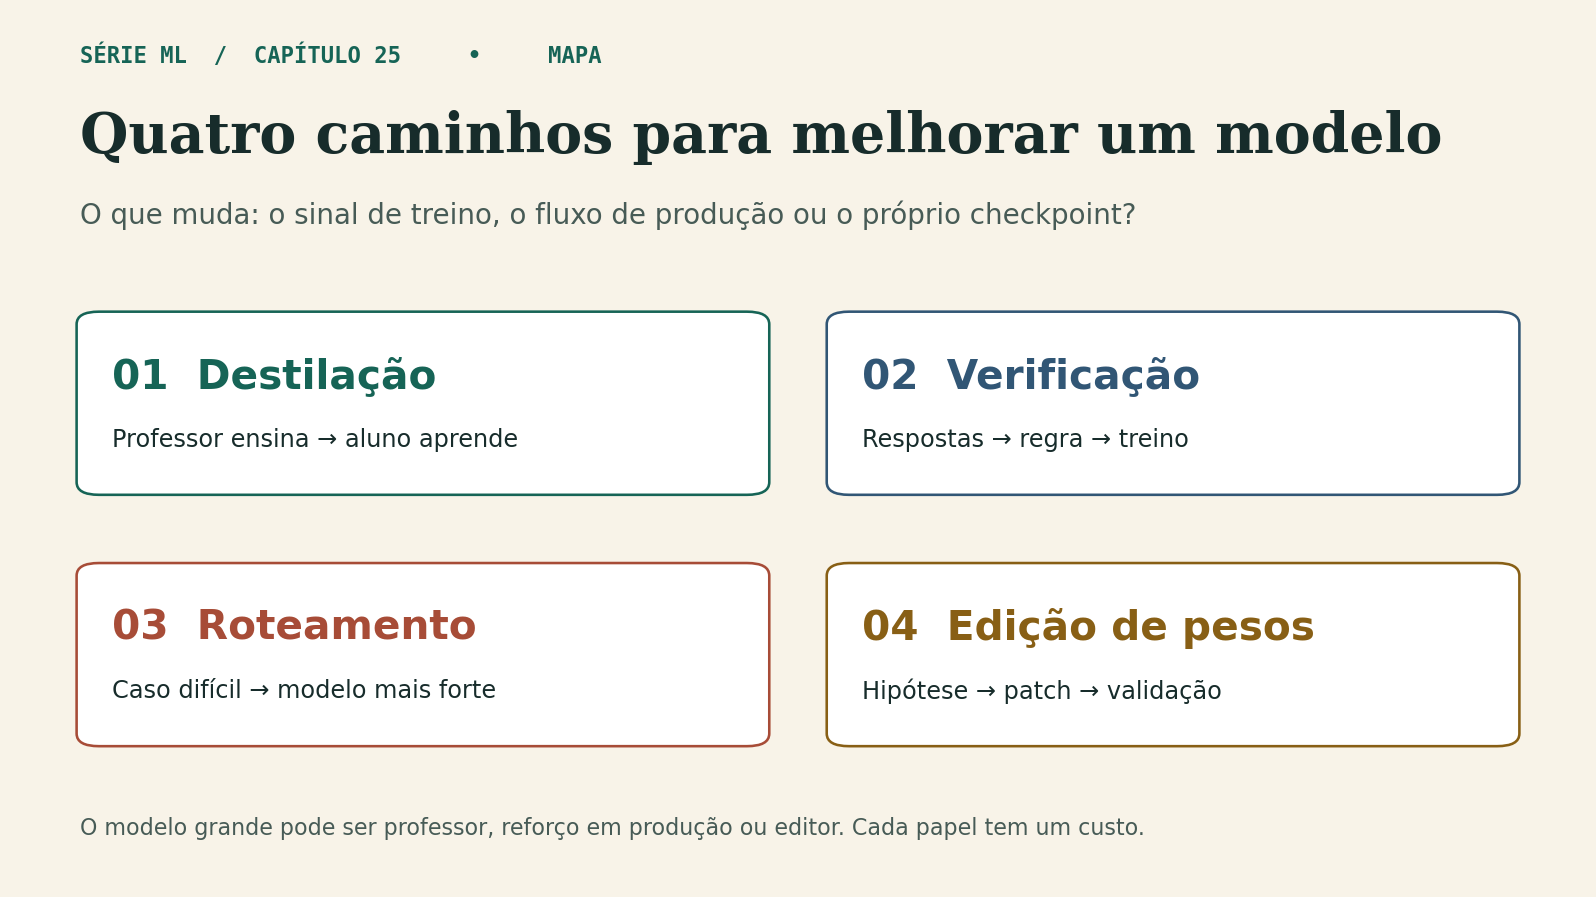 SÉRIE ML / CAPÍTULO 25 • MAPA
Quatro caminhos para melhorar um modelo
O que muda: o sinal de treino, o fluxo de produção ou o próprio checkpoint?
01 Destilação
Professor ensina → aluno aprende
02 Verificação
Respostas → regra → treino
03 Roteamento
Caso difícil → modelo mais forte
04 Edição de pesos
Hipótese → patch → validação
O modelo grande pode ser professor, reforço em produção ou editor. Cada papel tem um custo.